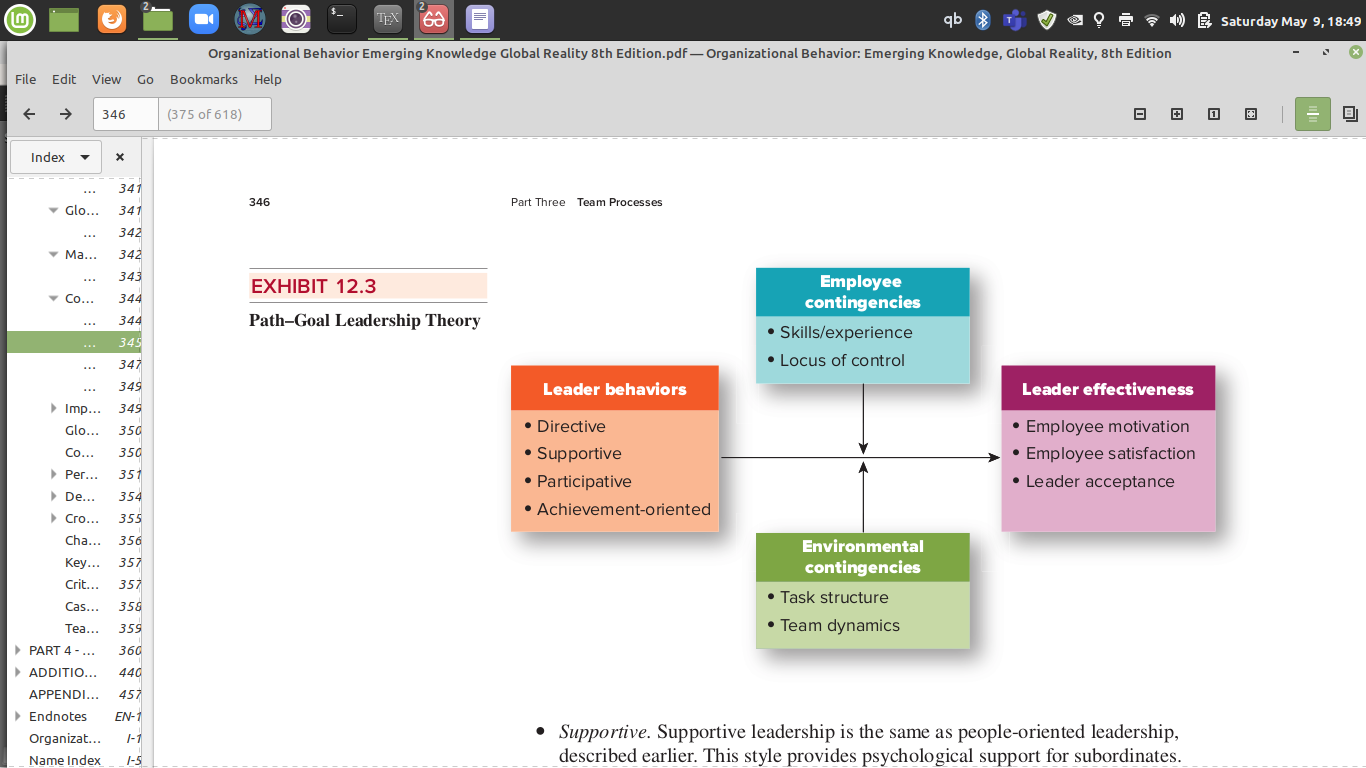 2
$_
TEX
2
qb
Saturday May 9, 18:49
Organizational Behavior Emerging Knowledge Global Reality 8th Edition.pdf — Organizational Behavior: Emerging Knowledge, Global Reality, 8th Edition
File Edit View Go Bookmarks Help
346 (375 of 618)
Index
... 341
Glo... 341
... 342
Ma... 342
... 343
Co... 344
... 344
... 345
... 347
... 349
Imp... 349
Glo... 350
Co... 350
Per... 351
De... 354
Cro... 355
Cha... 356
Key... 357
Crit... 357
Cas... 358
Tea... 359
PART 4 - ... 360
ADDITIO... 440
APPENDI... 457
Endnotes EN-1
Organizat... I-1
Name Index I-5
346
Part Three Team Processes
EXHIBIT 12.3
Path–Goal Leadership Theory
Employee
contingencies
• Skills/experience
• Locus of control
Leader behaviors
• Directive
• Supportive
• Participative
• Achievement-oriented
Leader effectiveness
• Employee motivation
• Employee satisfaction
• Leader acceptance
Environmental
contingencies
• Task structure
• Team dynamics
• Supportive. Supportive leadership is the same as people-oriented leadership,
described earlier. This style provides psychological support for subordinates.